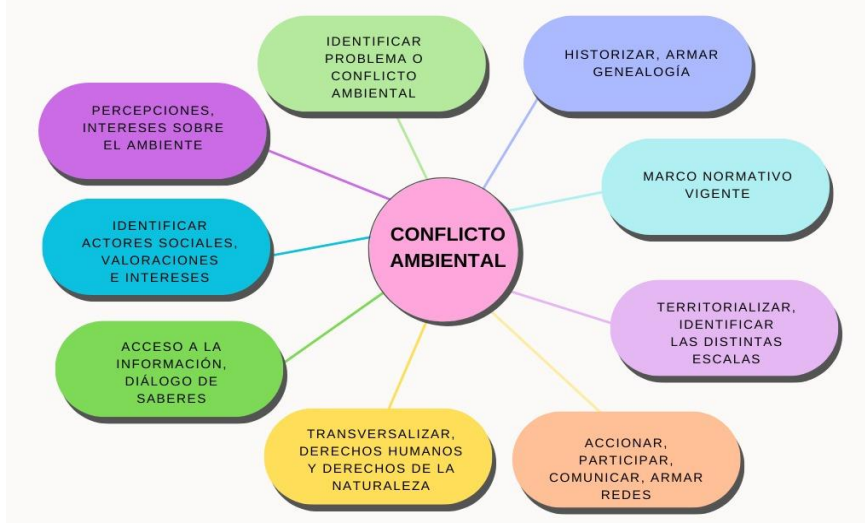 IDENTIFICAR
PROBLEMA O
CONFLICTO
AMBIENTAL
HISTORIZAR, ARMAR
GENEALOGÍA
PERCEPCIONES,
INTERESES SOBRE
EL AMBIENTE
MARCO NORMATIVO
VIGENTE
IDENTIFICAR
ACTORES SOCIALES,
VALORACIONES
E INTERESES
CONFLICTO
AMBIENTAL
TERRITORIALIZAR,
IDENTIFICAR
LAS DISTINTAS
ESCALAS
ACCESO A LA
INFORMACIÓN,
DIÁLOGO DE
SABERES
TRANSVERSALIZAR,
DERECHOS HUMANOS
Y DERECHOS DE LA
NATURALEZA
ACCIONAR,
PARTICIPAR,
COMUNICAR, ARMAR
REDES